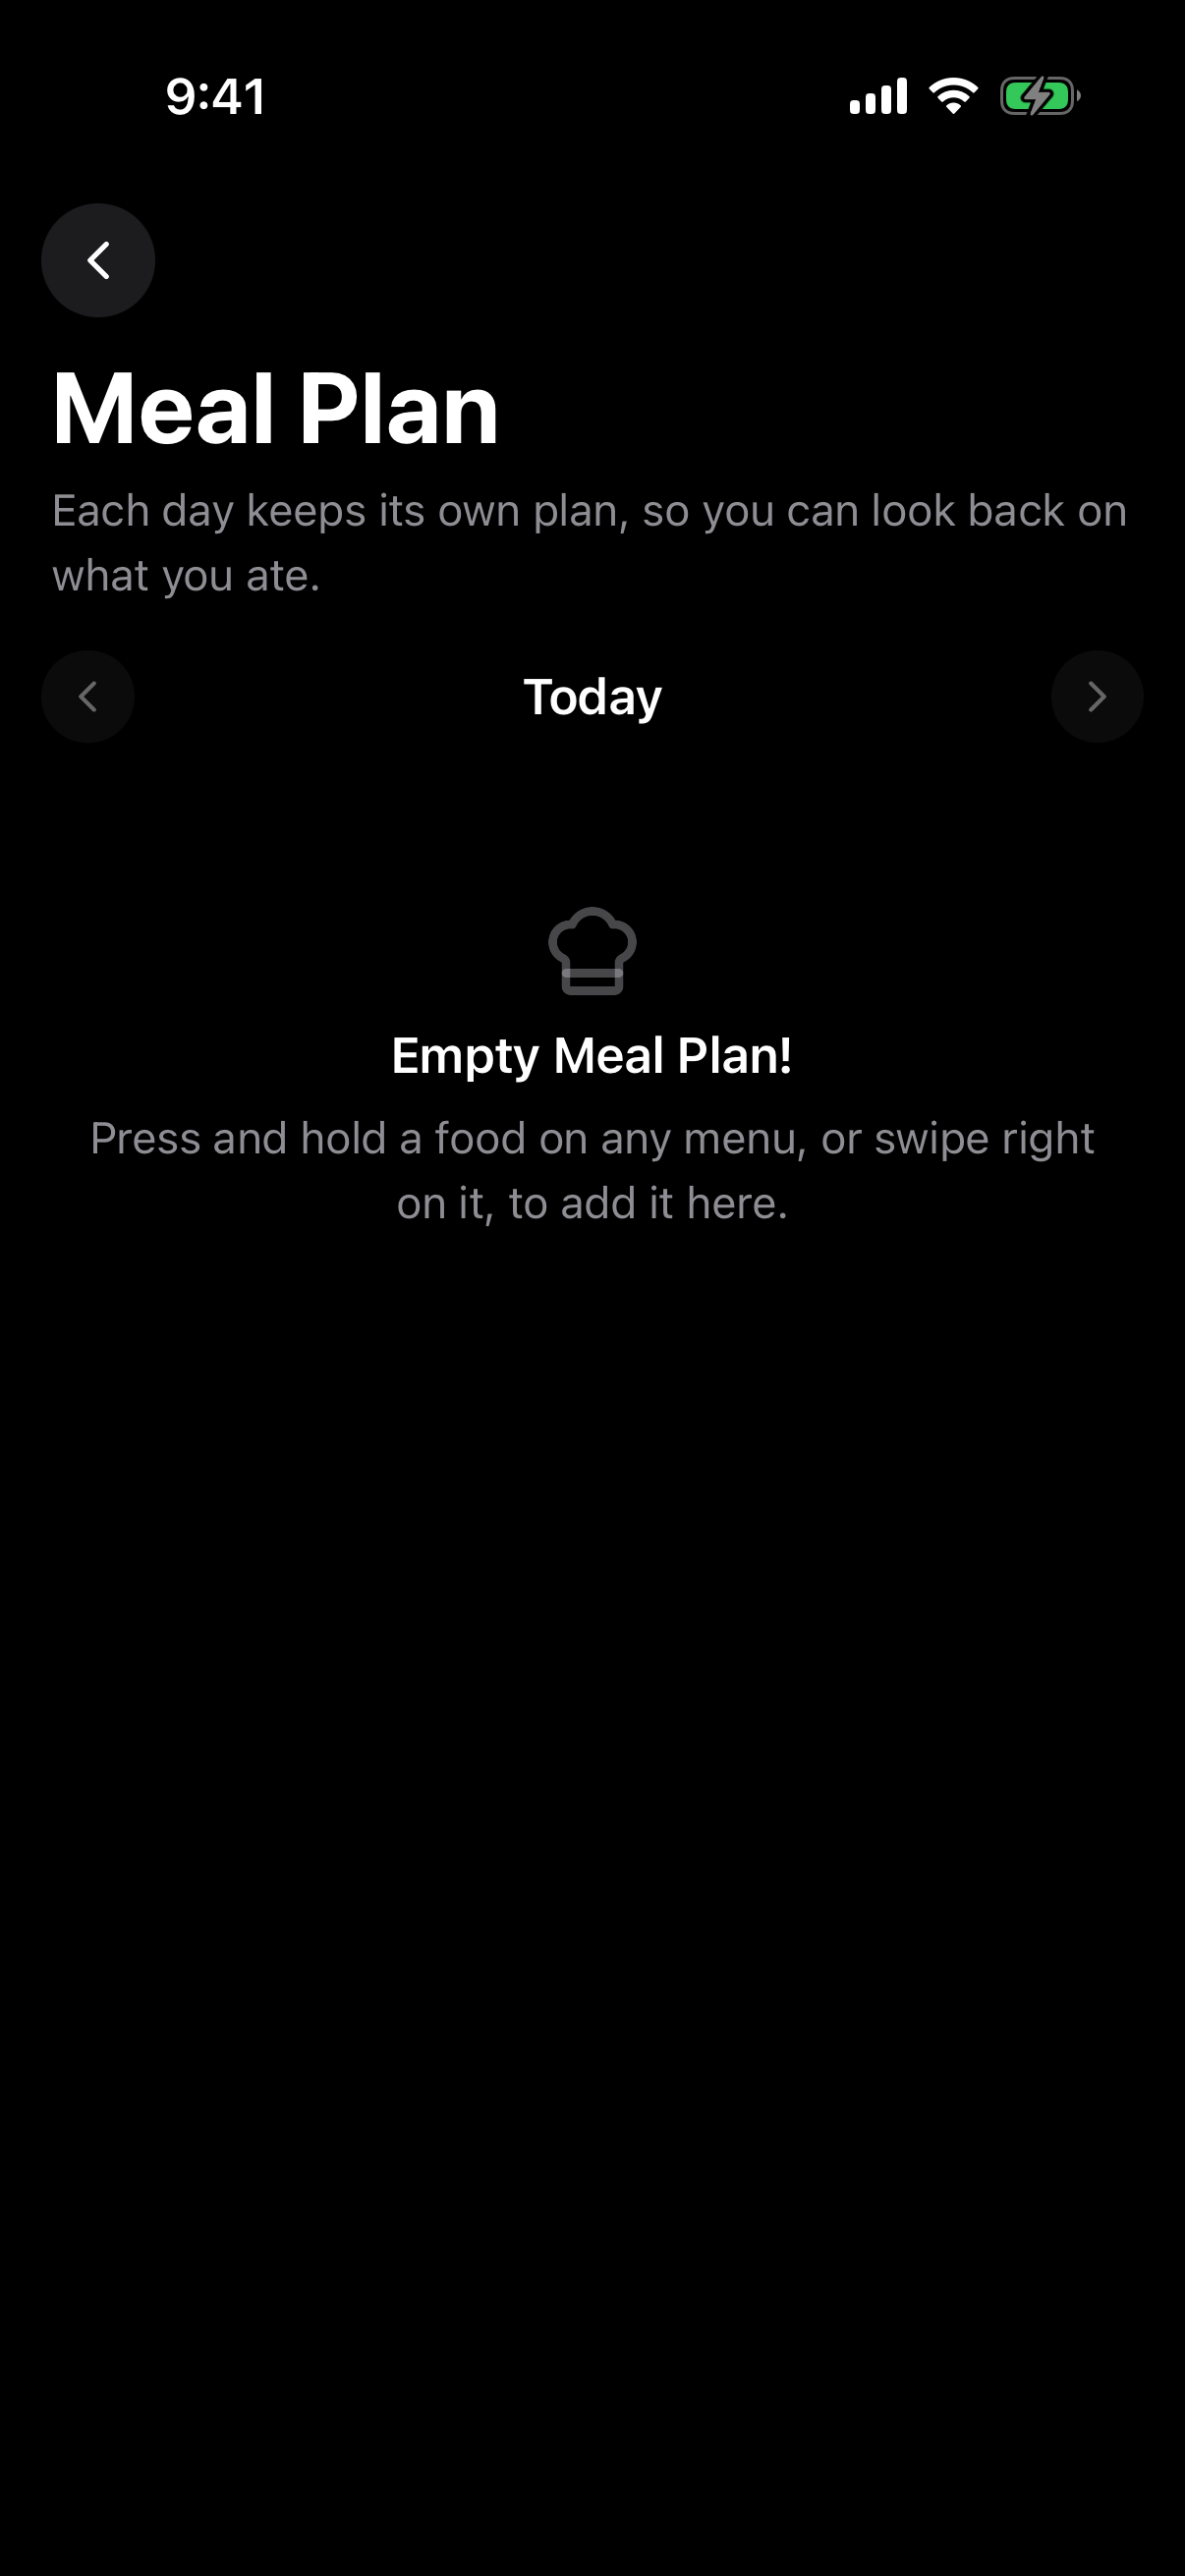 9:41
Meal Plan
Each day keeps its own plan, so you can look back on
what you ate.
Today
Empty Meal Plan!
Press and hold a food on any menu, or swipe right
on it, to add it here.